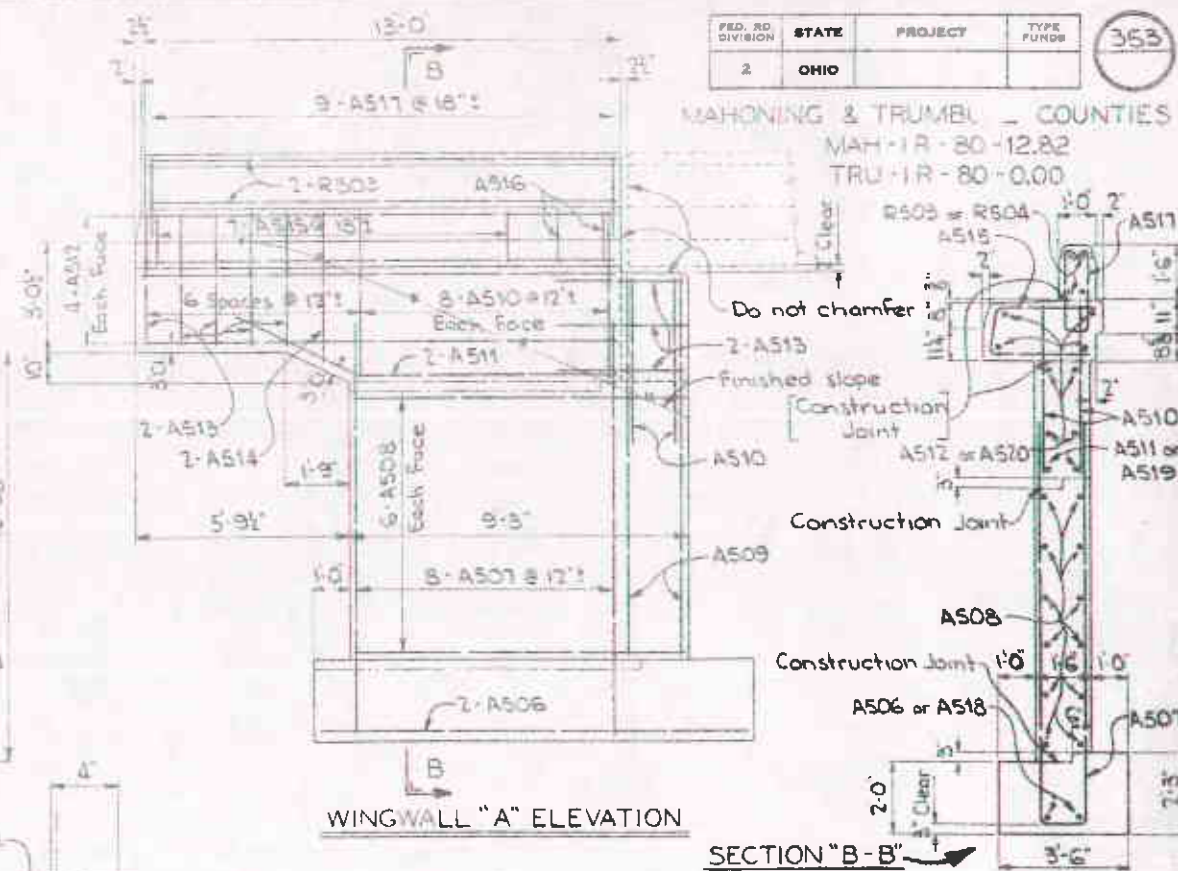 FED. RD. DIVISION STATE PROJECT TYPE FUNDS
2 OHIO
353
MAHONING & TRUMBU _ COUNTIES
MAH-IR-80-12.82
TRU-IR-80-0.00
13'-0"
B
9-A517 @ 18"±
2-R503
A516
4-A512
Each Face
6 Spaces @ 12"±
8-A510 @ 12"±
Each Face
2-A511
Do not chamfer
2-A513
Finished slope
Construction Joint
2-A513
2-A514
A510
1'-9"
5'-9½"
6-A508
Each Face
9'-3"
1'-0"
8-A507 @ 12"±
A509
2-A506
B
4"
WINGWALL "A" ELEVATION
R503 or R504
1'-0"
2"
A517
A515
1'-6"
A510
A512 or A520
A511 or A519
Construction Joint
A508
Construction Joint
1'-0"
1'-6"
1'-0"
A506 or A518
A507
2'-0"
Clear
2'-3"
3'-6"
SECTION "B-B"